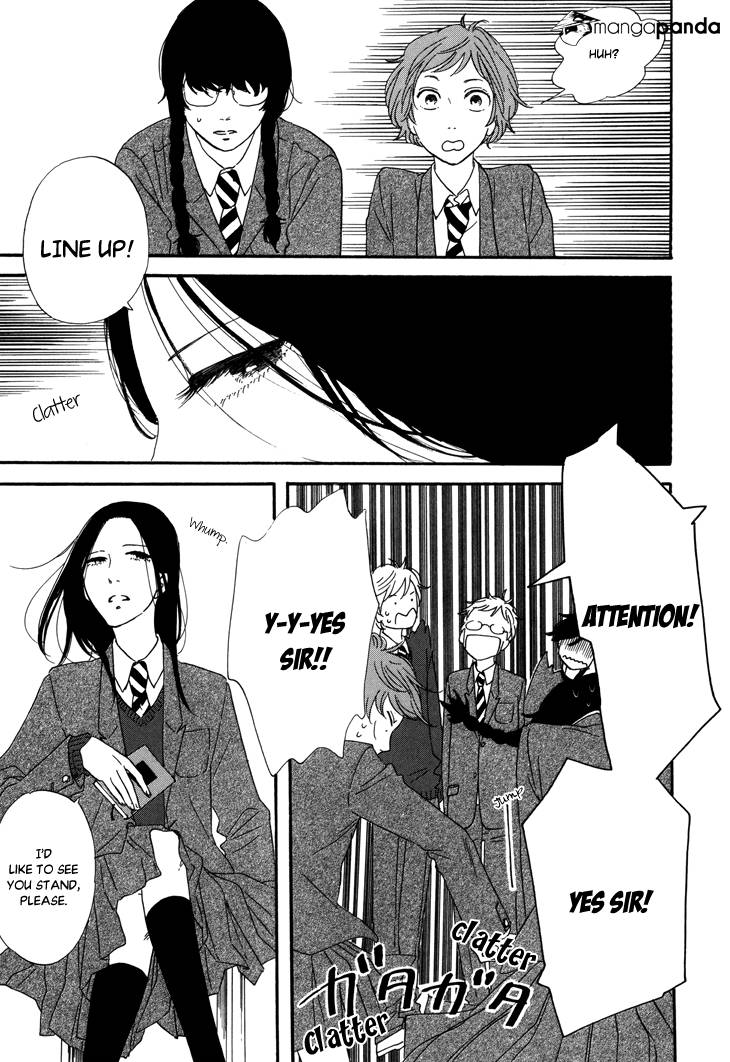 mangapanda
HUH?
LINE UP!
Clatter
ATTENTION!
Y-Y-YES
SIR!!
Whump.
YES SIR!
jump
I'D
LIKE TO SEE
YOU STAND,
PLEASE.
clatter
ガタガタ
clatter